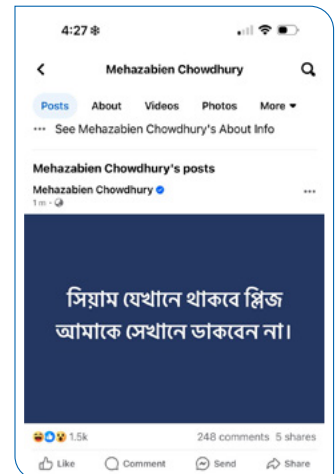 4:27
Mehazabien Chowdhury
Posts About Videos Photos More
See Mehazabien Chowdhury's About Info
Mehazabien Chowdhury's posts
Mehazabien Chowdhury
1m
সিয়াম যেখানে থাকবে প্লিজ
আমাকে সেখানে ডাকবেন না।
1.5k 248 comments 5 shares
Like Comment Send Share